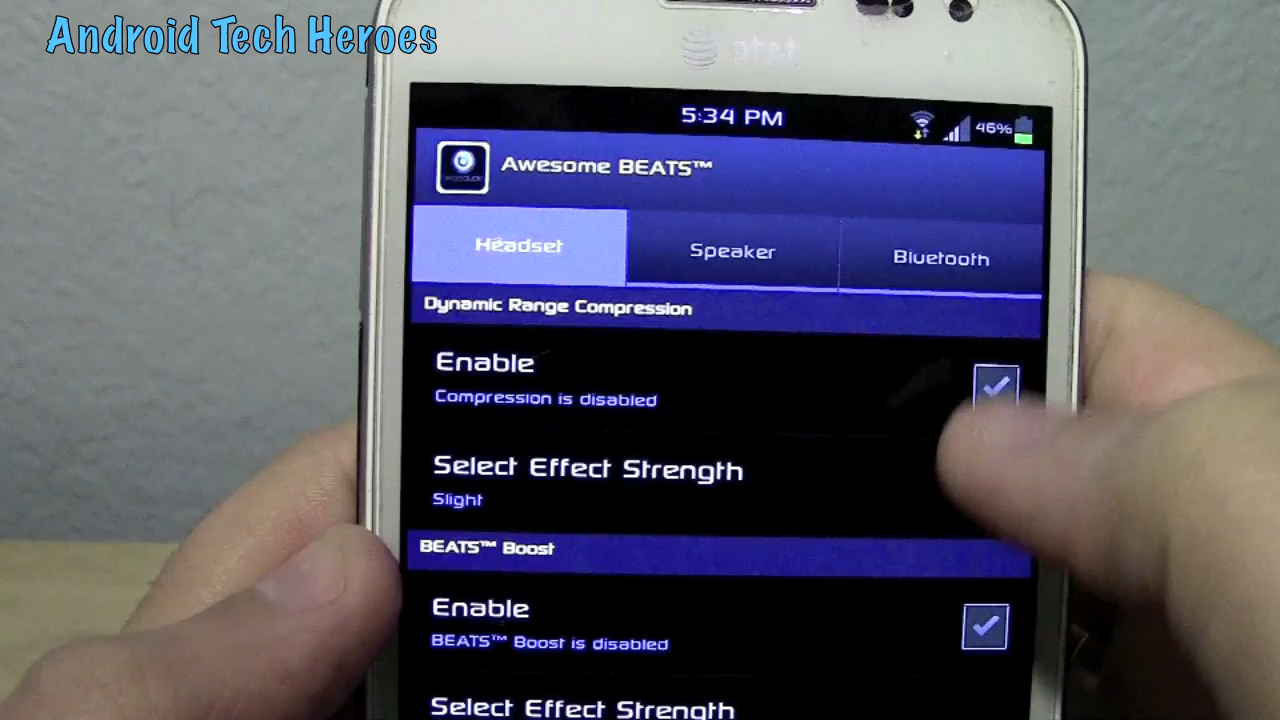 Android Tech Heroes
at&t
5:34 PM
46%
Awesome BEATS™
Headset
Speaker
Bluetooth
Dynamic Range Compression
Enable
Compression is disabled
Select Effect Strength
Slight
BEATS™ Boost
Enable
BEATS™ Boost is disabled
Select Effect Strength